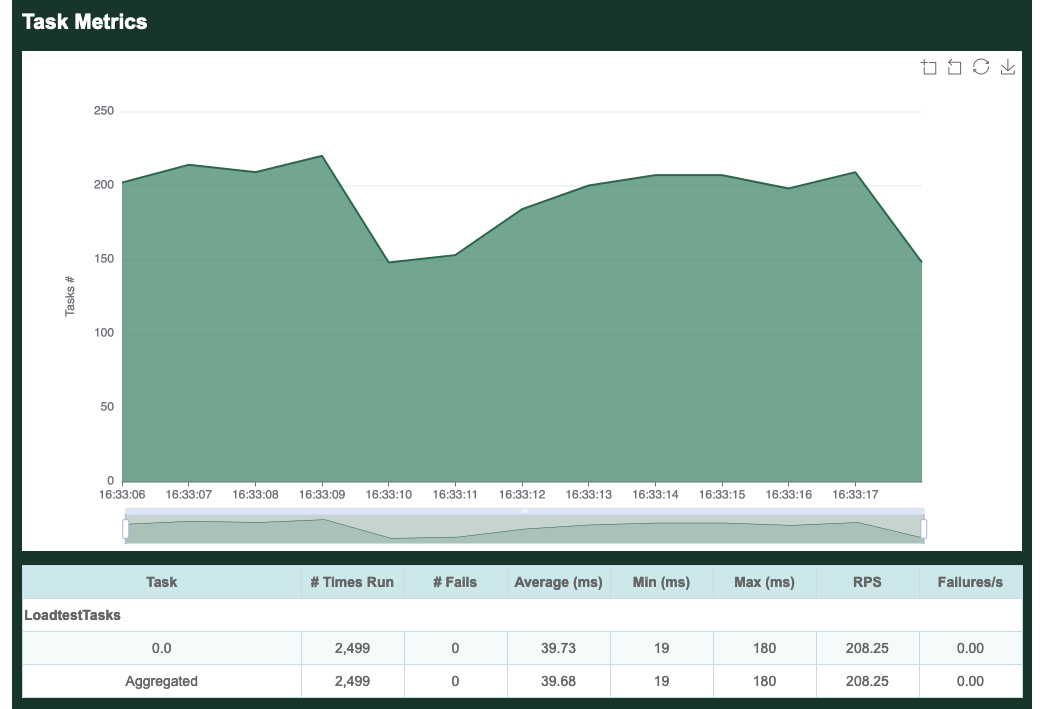 Task Metrics
250
200
150
100
50
0
Tasks #
16:33:06 16:33:07 16:33:08 16:33:09 16:33:10 16:33:11 16:33:12 16:33:13 16:33:14 16:33:15 16:33:16 16:33:17
Task # Times Run # Fails Average (ms) Min (ms) Max (ms) RPS Failures/s
LoadtestTasks
0.0 2,499 0 39.73 19 180 208.25 0.00
Aggregated 2,499 0 39.68 19 180 208.25 0.00